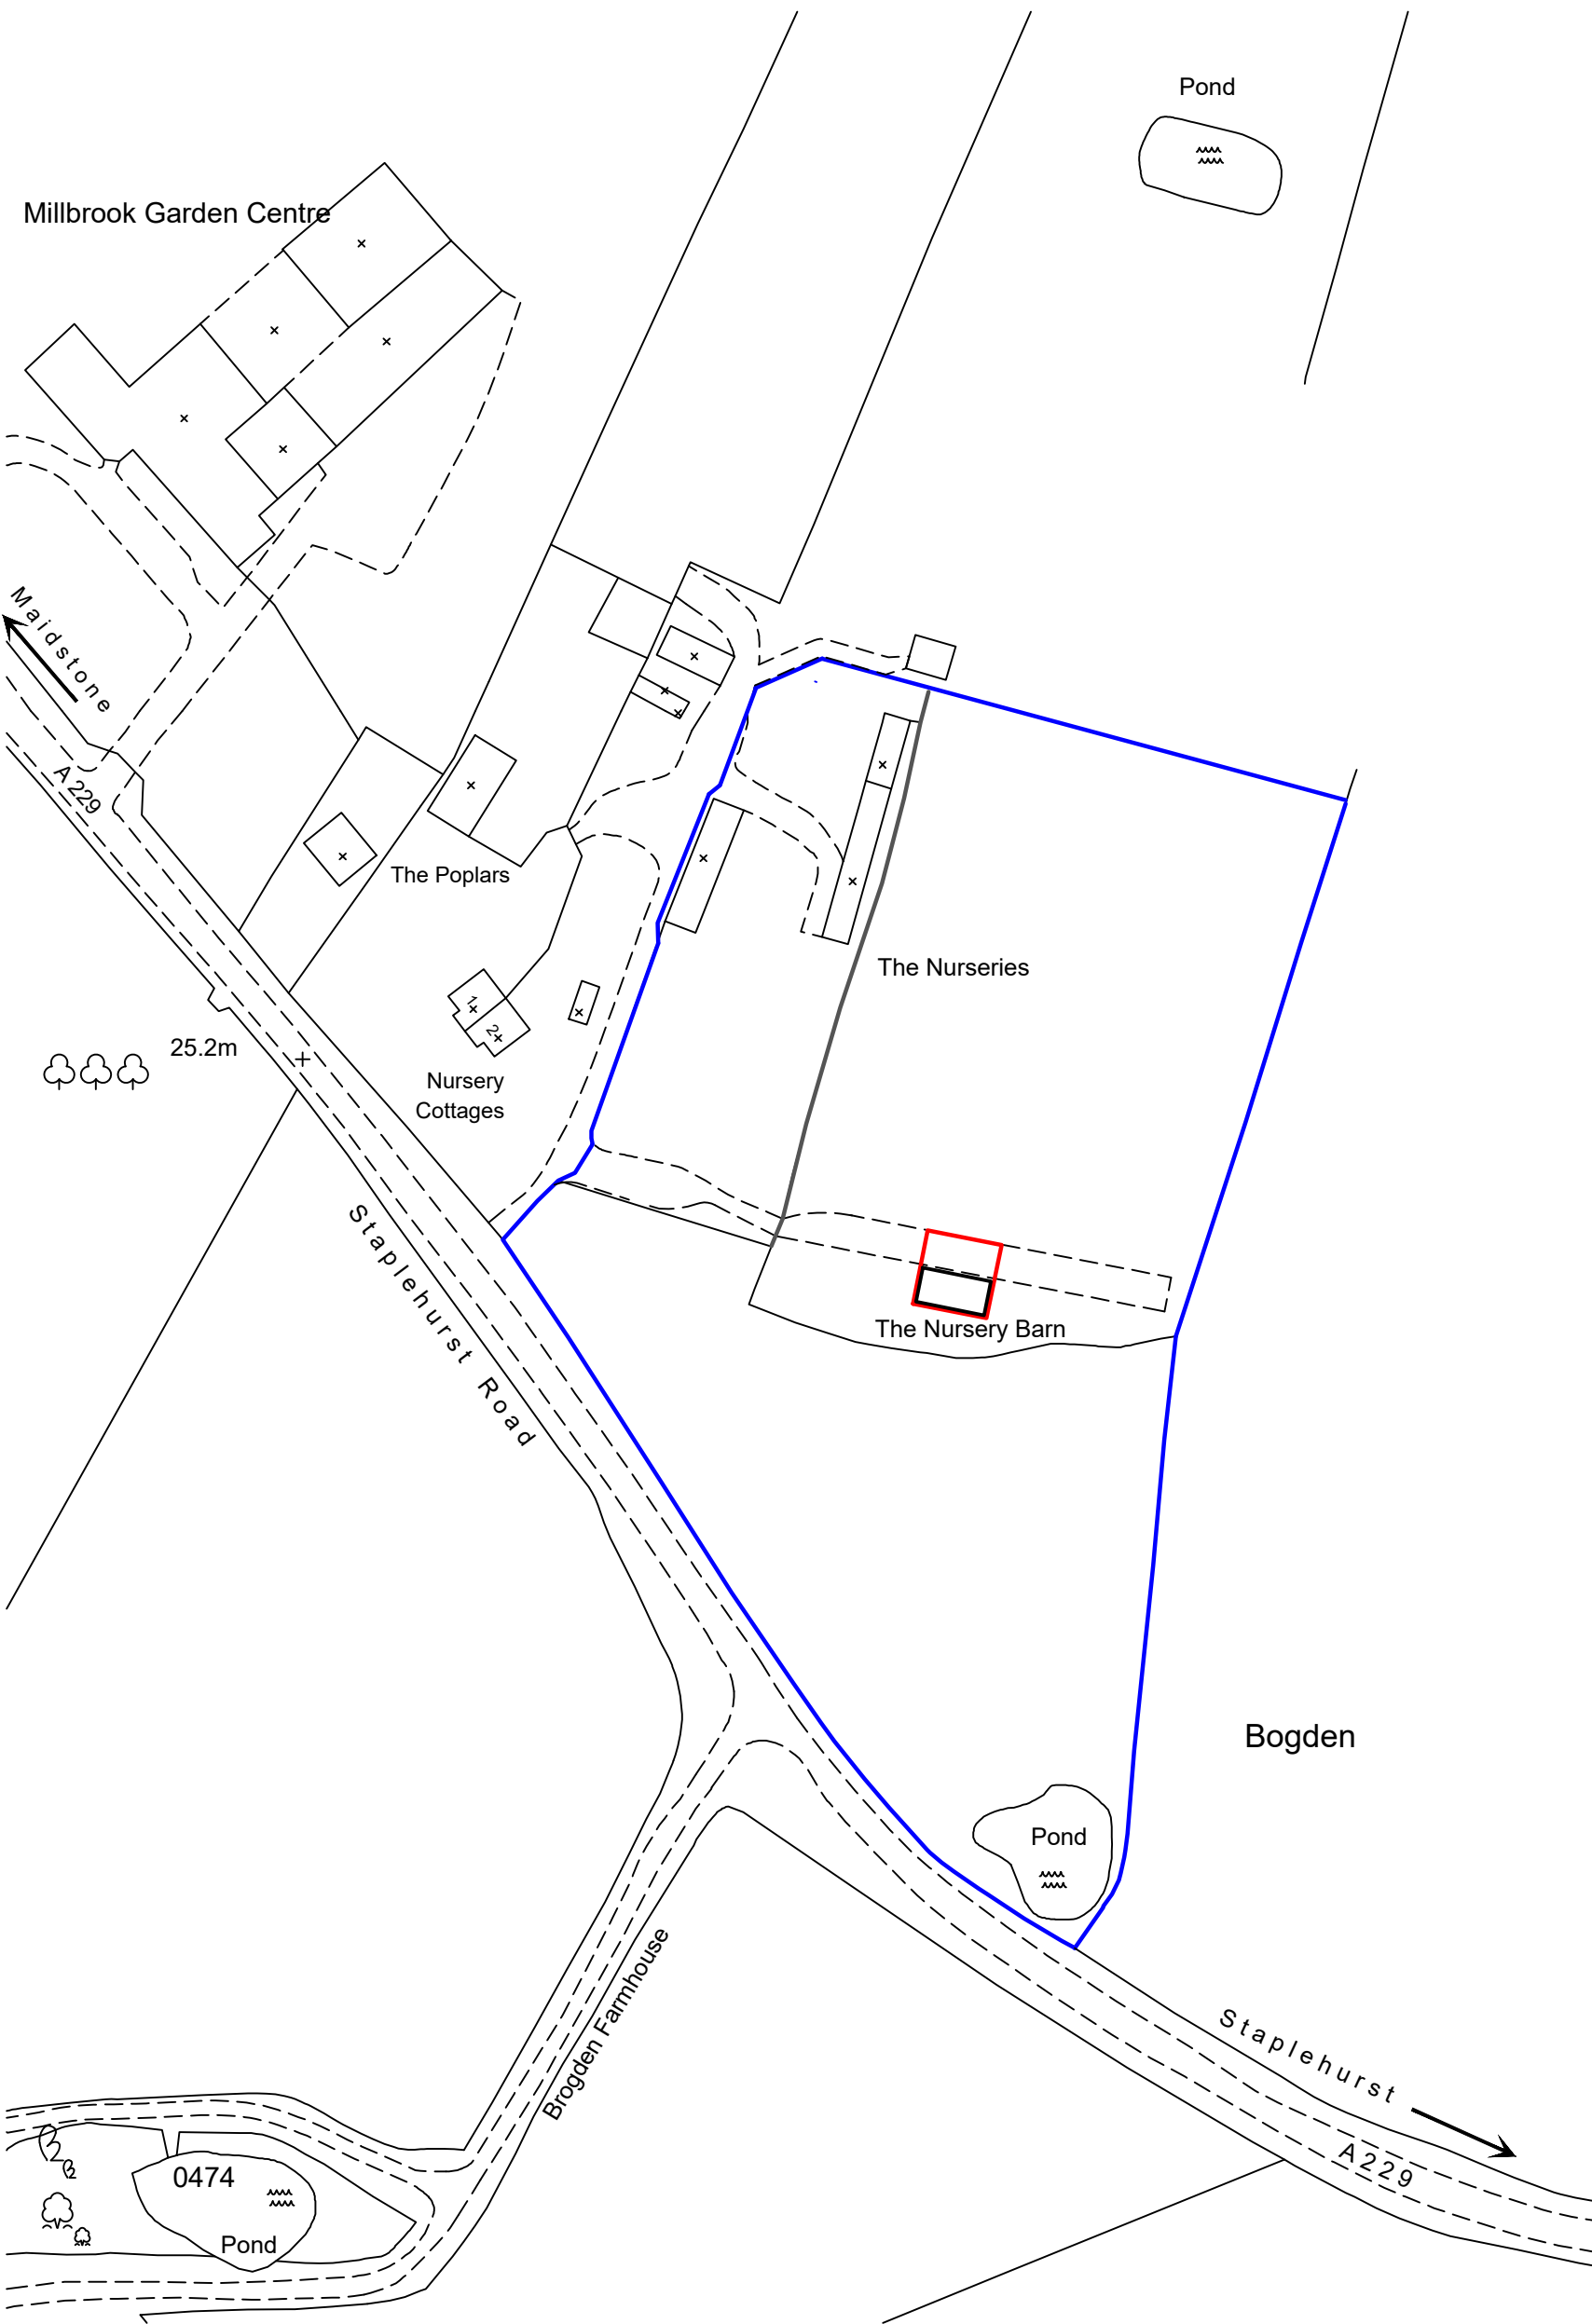 Pond
Millbrook Garden Centre
Maidstone
A229
The Poplars
The Nurseries
1
2
25.2m
Nursery
Cottages
Staplehurst Road
The Nursery Barn
Bogden
Pond
Brogden Farmhouse
Staplehurst
A229
0474
Pond